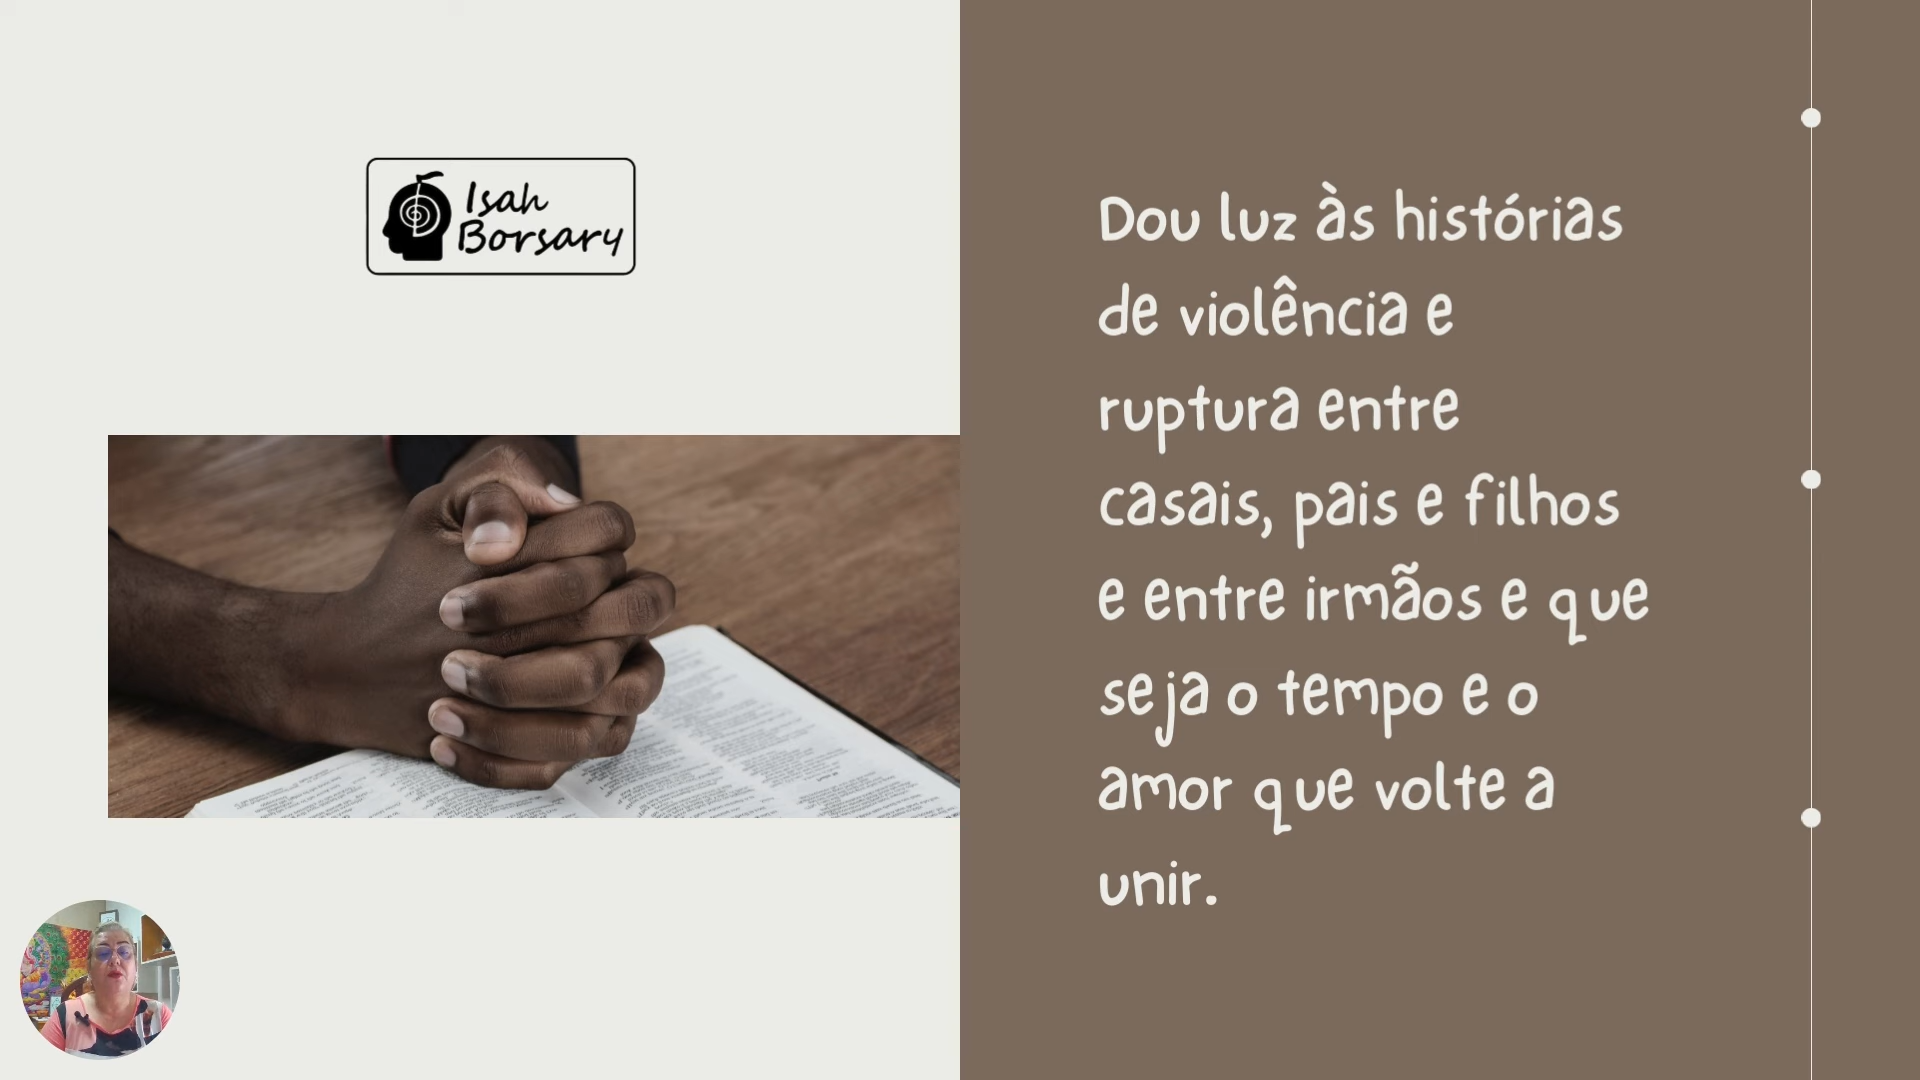 Isah
Borsary
Dou luz às histórias
de violência e
ruptura entre
casais, pais e filhos
e entre irmãos e que
seja o tempo e o
amor que volte a
unir.